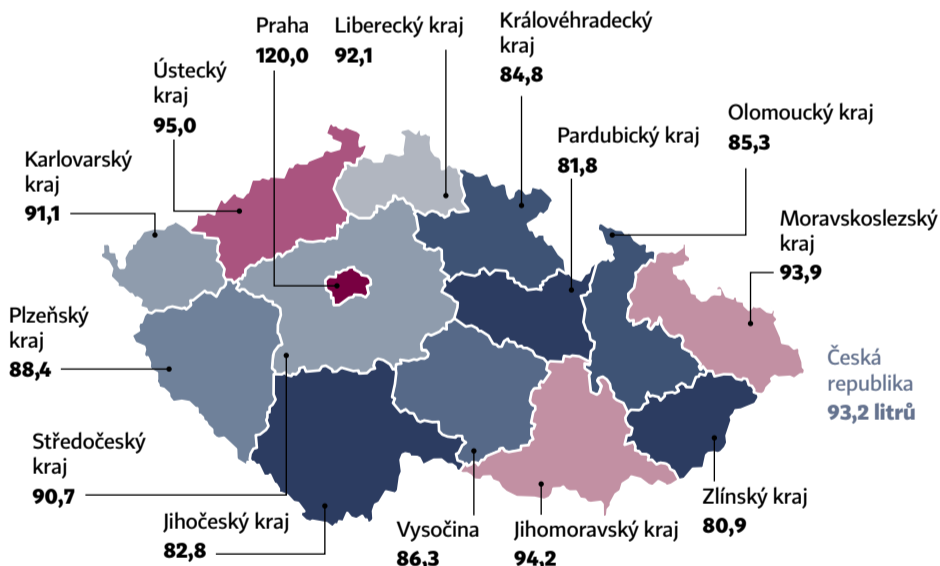 Praha
120,0
Liberecký kraj
92,1
Královéhradecký
kraj
84,8
Ústecký
kraj
95,0
Olomoucký kraj
85,3
Pardubický kraj
81,8
Karlovarský
kraj
91,1
Moravskoslezský
kraj
93,9
Plzeňský
kraj
88,4
Česká
republika
93,2 litrů
Středočeský
kraj
90,7
Zlínský kraj
80,9
Jihočeský kraj
82,8
Vysočina
86,3
Jihomoravský kraj
94,2